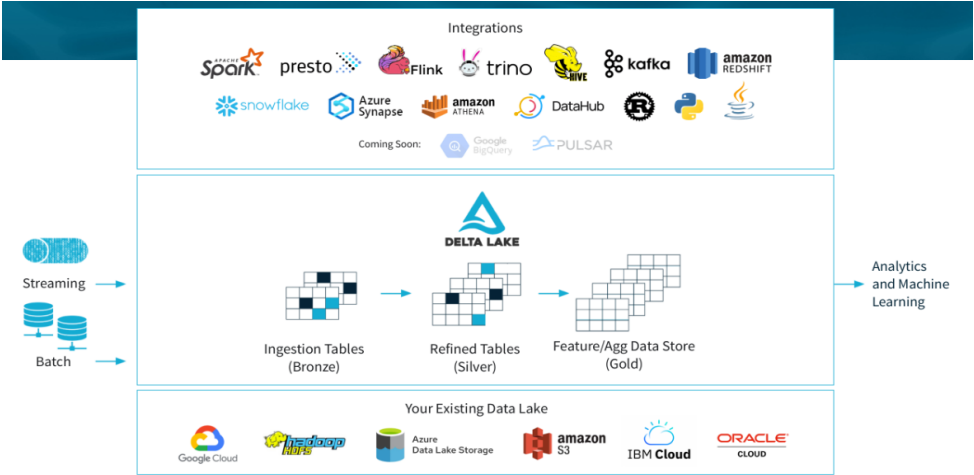 Integrations
APACHE
Spark
presto
Flink
trino
HIVE
kafka
amazon
REDSHIFT
snowflake
Azure
Synapse
amazon
ATHENA
DataHub
R
Coming Soon:
Google
BigQuery
PULSAR
DELTA LAKE
Streaming
Batch
Ingestion Tables
(Bronze)
Refined Tables
(Silver)
Feature/Agg Data Store
(Gold)
Analytics
and Machine
Learning
Your Existing Data Lake
Google Cloud
hadoop
HDFS
Azure
Data Lake Storage
amazon
S3
IBM Cloud
ORACLE
CLOUD